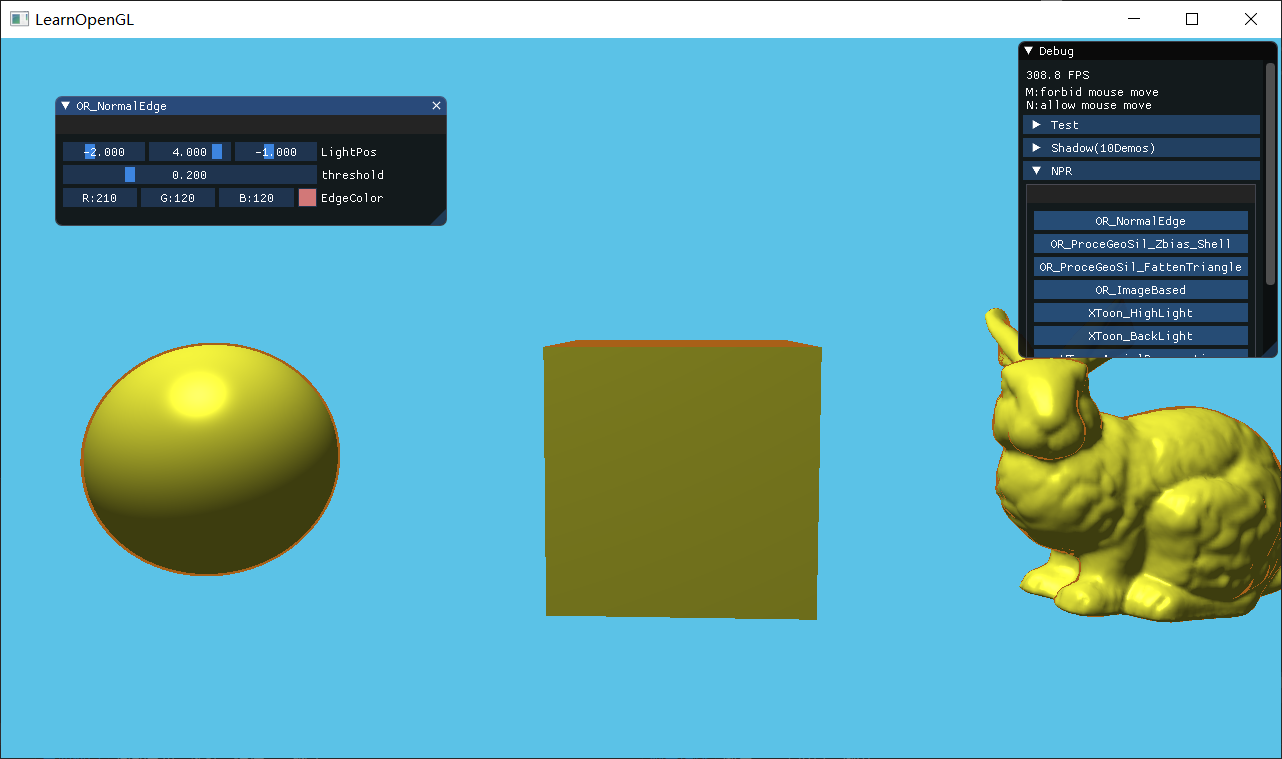 LearnOpenGL
OR_NormalEdge
-2.000 4.000 -1.000 LightPos
0.200 threshold
R:210 G:120 B:120 EdgeColor
Debug
308.8 FPS
M:forbid mouse move
N:allow mouse move
Test
Shadow(10Demos)
NPR
OR_NormalEdge
OR_ProceGeoSil_Zbias_Shell
OR_ProceGeoSil_FattenTriangle
OR_ImageBased
XToon_HighLight
XToon_BackLight